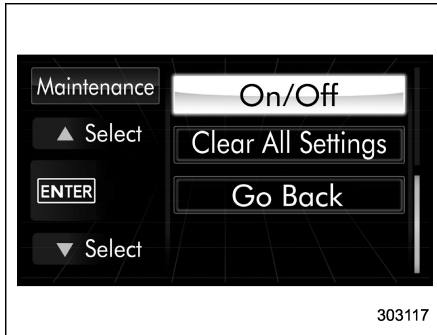 Maintenance
On/Off
▲ Select
Clear All Settings
ENTER
Go Back
▼ Select
303117